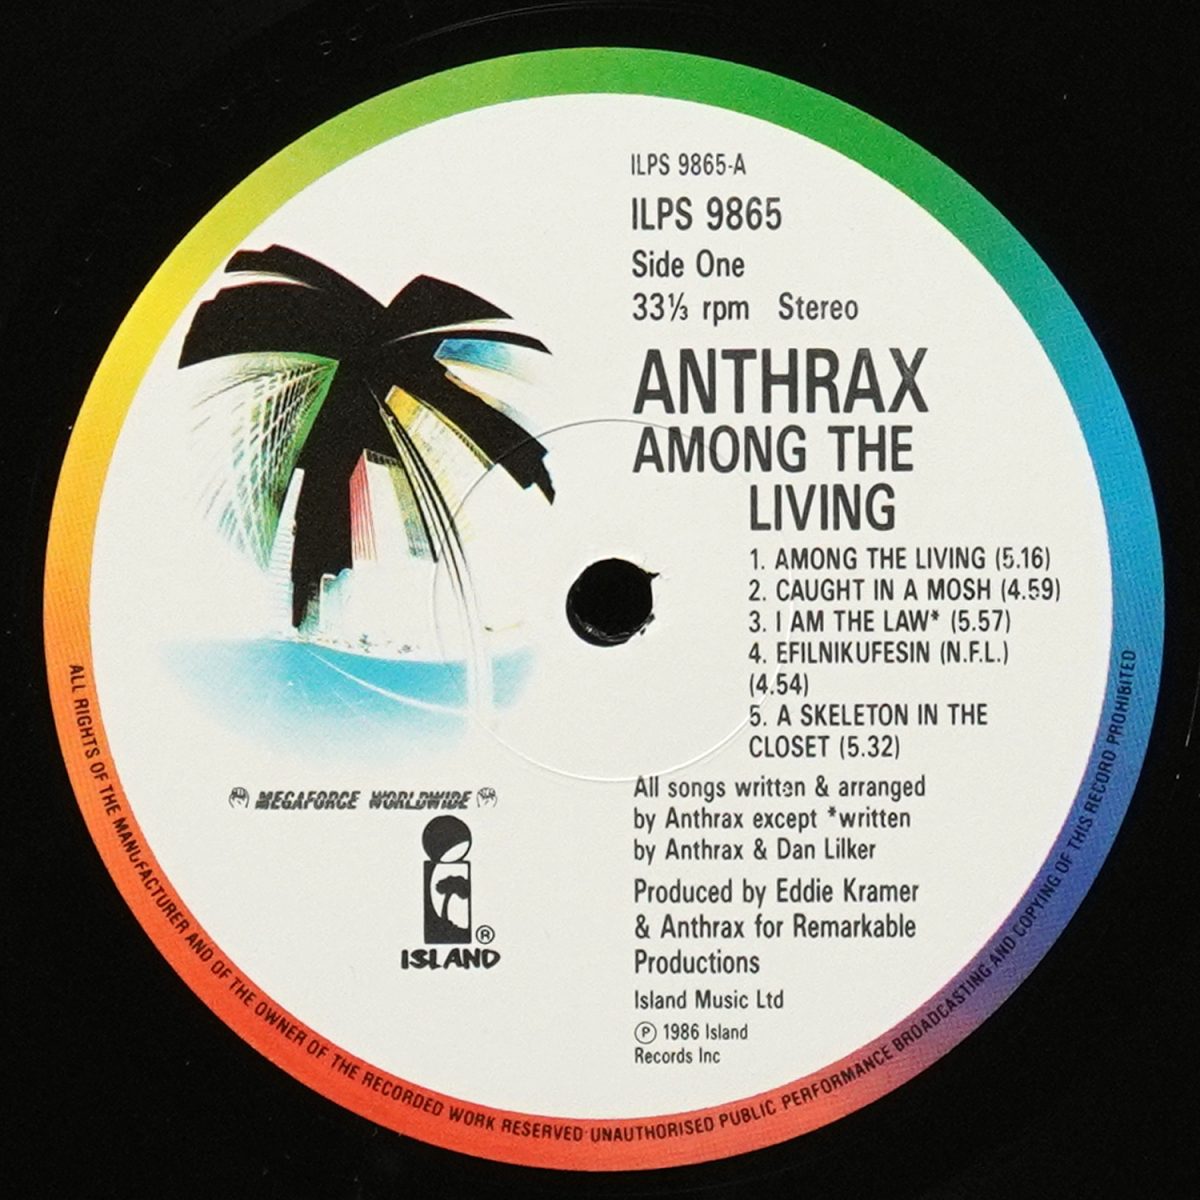 ILPS 9865-A
ILPS 9865
Side One
33⅓ rpm Stereo
ANTHRAX
AMONG THE
LIVING
1. AMONG THE LIVING (5.16)
2. CAUGHT IN A MOSH (4.59)
3. I AM THE LAW* (5.57)
4. EFILNIKUFESIN (N.F.L.)
(4.54)
5. A SKELETON IN THE
CLOSET (5.32)
All songs written & arranged
by Anthrax except *written
by Anthrax & Dan Lilker
Produced by Eddie Kramer
& Anthrax for Remarkable
Productions
Island Music Ltd
Ⓟ 1986 Island
Records Inc
MEGAFORCE WORLDWIDE
®
ISLAND
ALL RIGHTS OF THE MANUFACTURER AND OF THE OWNER OF THE RECORDED WORK RESERVED UNAUTHORISED PUBLIC PERFORMANCE BROADCASTING AND COPYING OF THIS RECORD PROHIBITED